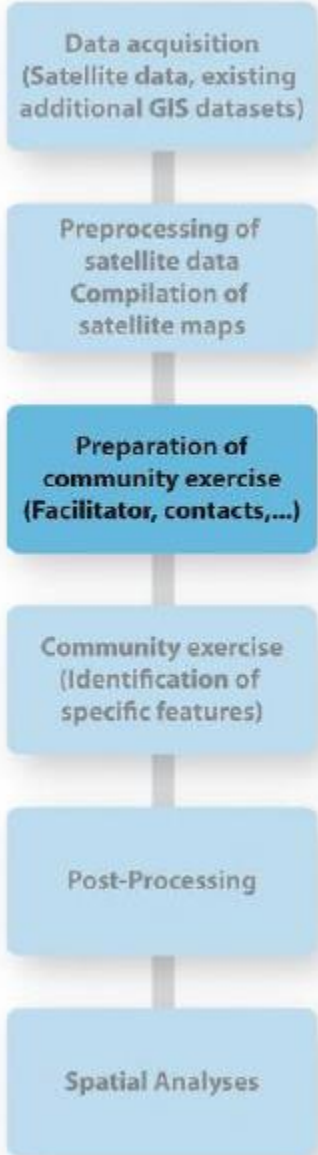 Data acquisition
(Satellite data, existing
additional GIS datasets)
Preprocessing of
satellite data
Compilation of
satellite maps
Preparation of
community exercise
(Facilitator, contacts,...)
Community exercise
(Identification of
specific features)
Post-Processing
Spatial Analyses